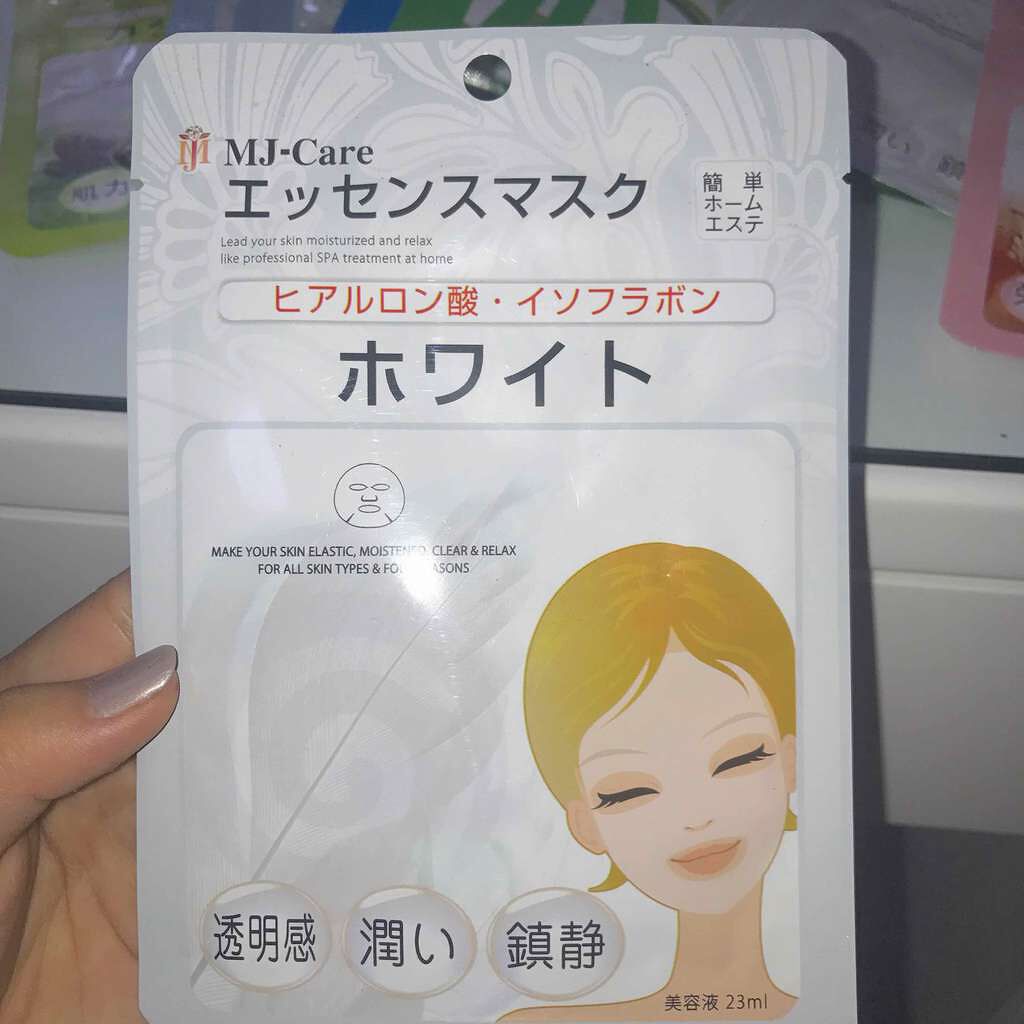 MJ-Care
エッセンスマスク
簡単
ホーム
エステ
Lead your skin moisturized and relax
like professional SPA treatment at home
ヒアルロン酸・イソフラボン
ホワイト
MAKE YOUR SKIN ELASTIC, MOISTENED, CLEAR & RELAX
FOR ALL SKIN TYPES &
透明感
潤い
鎮静
美容液 23ml
肌力